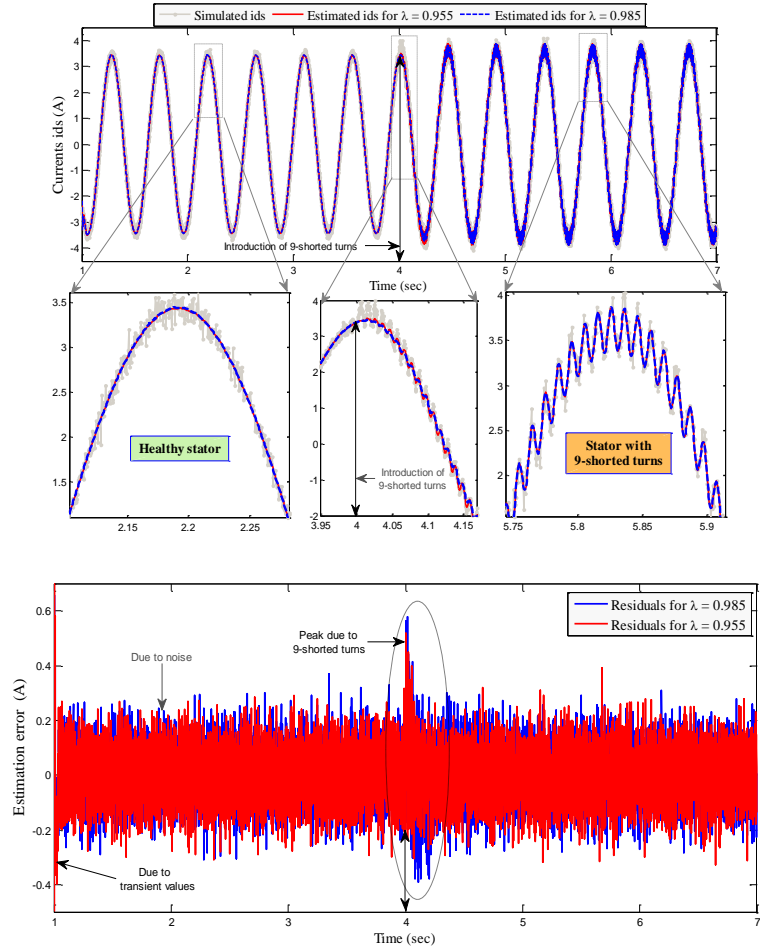 Simulated ids Estimated ids for λ = 0.955 Estimated ids for λ = 0.985
Currents ids (A)
4
3
2
1
0
-1
-2
-3
-4
Introduction of 9-shorted turns
1 2 3 4 5 6 7
Time (sec)
3.5
3
2.5
2
1.5
Healthy stator
2.15 2.2 2.25
4
3
2
1
0
-1
-2
Introduction of
9-shorted turns
3.95 4 4.05 4.1 4.15
4
3.5
3
2.5
2
Stator with
9-shorted turns
5.75 5.8 5.85 5.9
Estimation error (A)
0.6
0.4
0.2
0
-0.2
-0.4
Residuals for λ = 0.985
Residuals for λ = 0.955
Peak due to
9-shorted turns
Due to noise
Due to
transient values
1 2 3 4 5 6 7
Time (sec)